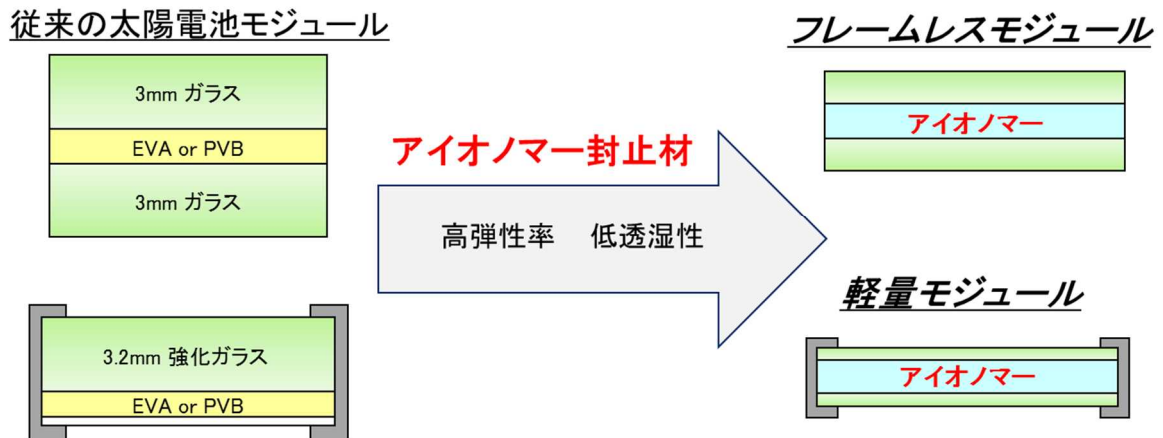 従来の太陽電池モジュール
3mm ガラス
EVA or PVB
3mm ガラス
3.2mm 強化ガラス
EVA or PVB
アイオノマー封止材
高弾性率 低透湿性
フレームレスモジュール
アイオノマー
軽量モジュール
アイオノマー